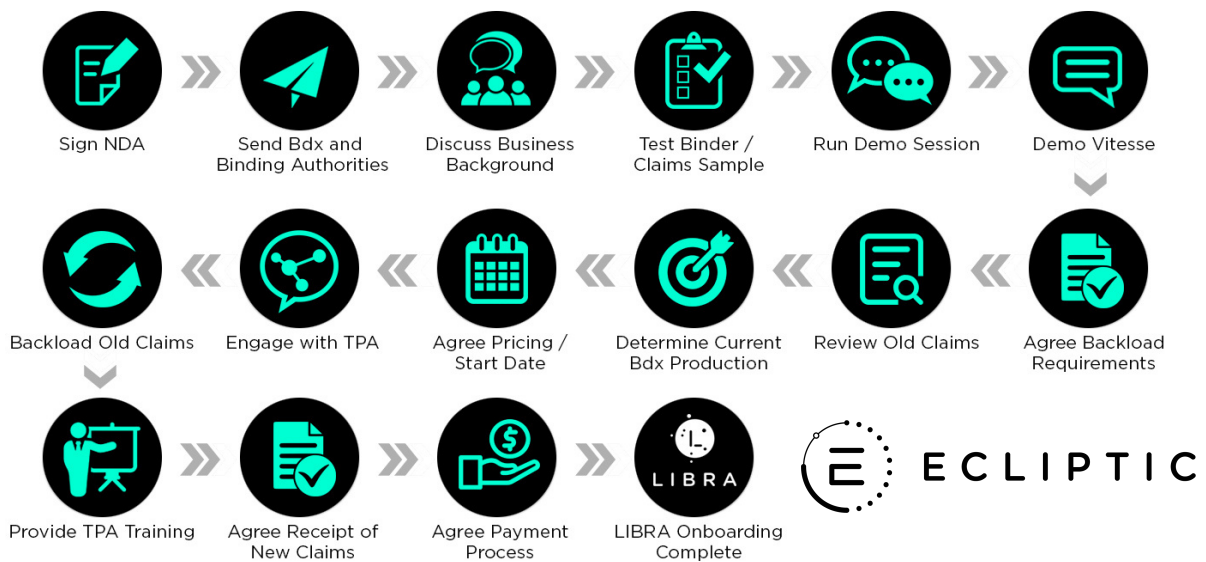 Sign NDA
Send Bdx and
Binding Authorities
Discuss Business
Background
Test Binder /
Claims Sample
Run Demo Session
Demo Vitesse
Agree Backload
Requirements
Review Old Claims
Determine Current
Bdx Production
Agree Pricing /
Start Date
Engage with TPA
Backload Old Claims
Provide TPA Training
Agree Receipt of
New Claims
$
Agree Payment
Process
L
LIBRA
LIBRA Onboarding
Complete
E ECLIPTIC